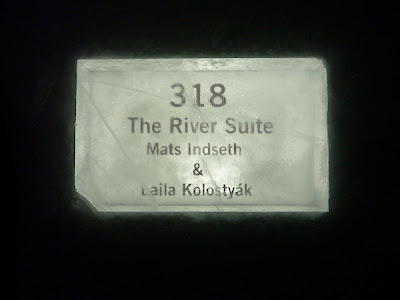 318
The River Suite
Mats Indseth
&
Laila Kolostyák